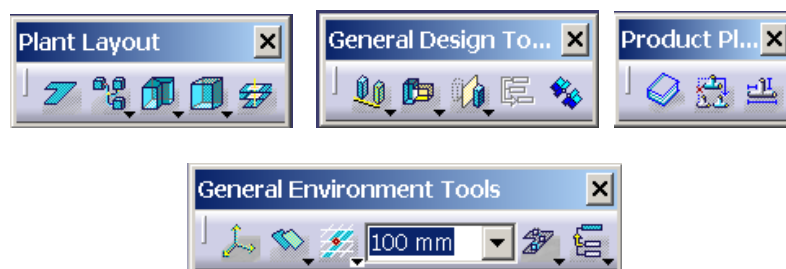 Plant Layout
General Design To...
Product Pl...
General Environment Tools
100 mm